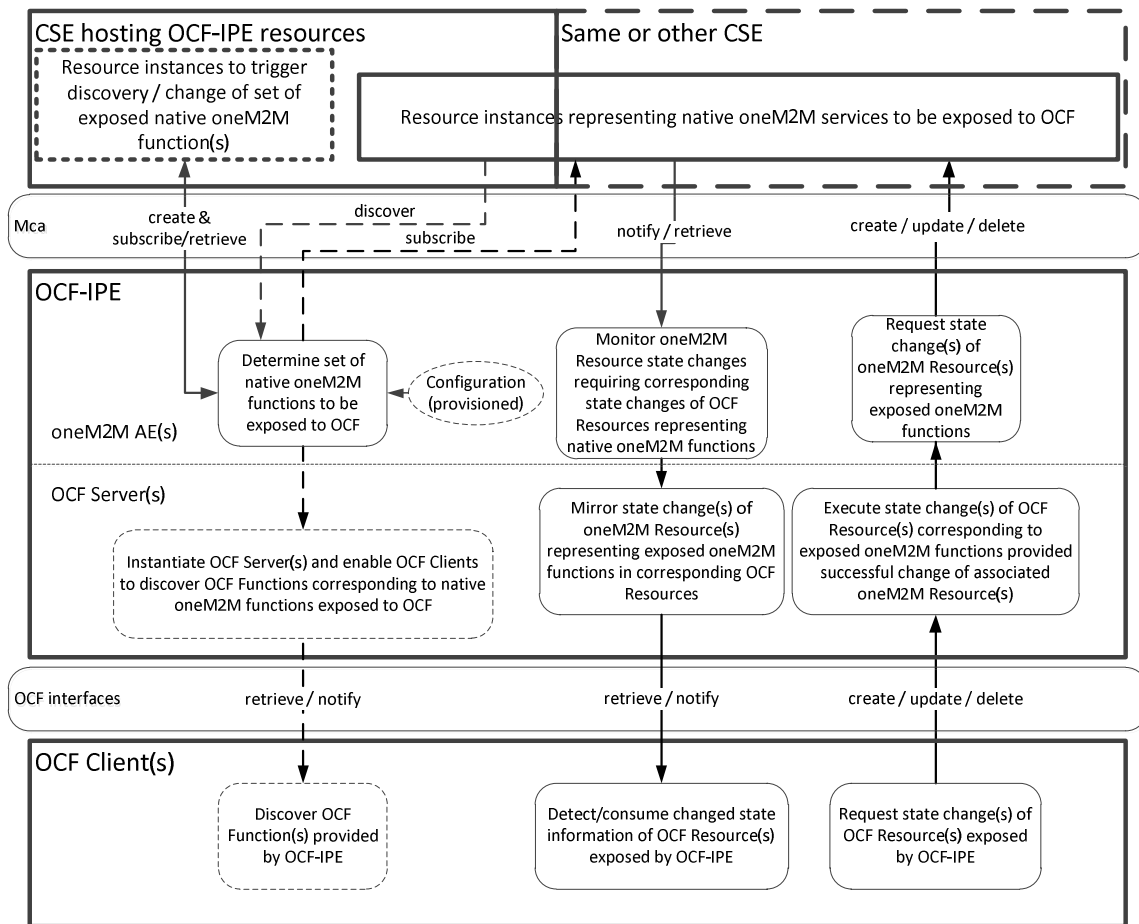 CSE hosting OCF-IPE resources
Same or other CSE
Resource instances to trigger
discovery / change of set of
exposed native oneM2M
function(s)
Resource instances representing native oneM2M services to be exposed to OCF
Mca
create &
subscribe/retrieve
discover
subscribe
notify / retrieve
create / update / delete
OCF-IPE
Determine set of
native oneM2M
functions to be
exposed to OCF
Configuration
(provisioned)
Monitor oneM2M
Resource state changes
requiring corresponding
state changes of OCF
Resources representing
native oneM2M functions
Request state
change(s) of
oneM2M Resource(s)
representing
exposed oneM2M
functions
oneM2M AE(s)
OCF Server(s)
Instantiate OCF Server(s) and enable OCF Clients
to discover OCF Functions corresponding to native
oneM2M functions exposed to OCF
Mirror state change(s) of
oneM2M Resource(s)
representing exposed oneM2M
functions in corresponding OCF
Resources
Execute state change(s) of OCF
Resource(s) corresponding to
exposed oneM2M functions provided
successful change of associated
oneM2M Resource(s)
OCF interfaces
retrieve / notify
retrieve / notify
create / update / delete
OCF Client(s)
Discover OCF
Function(s) provided
by OCF-IPE
Detect/consume changed state
information of OCF Resource(s)
exposed by OCF-IPE
Request state change(s) of
OCF Resource(s) exposed
by OCF-IPE